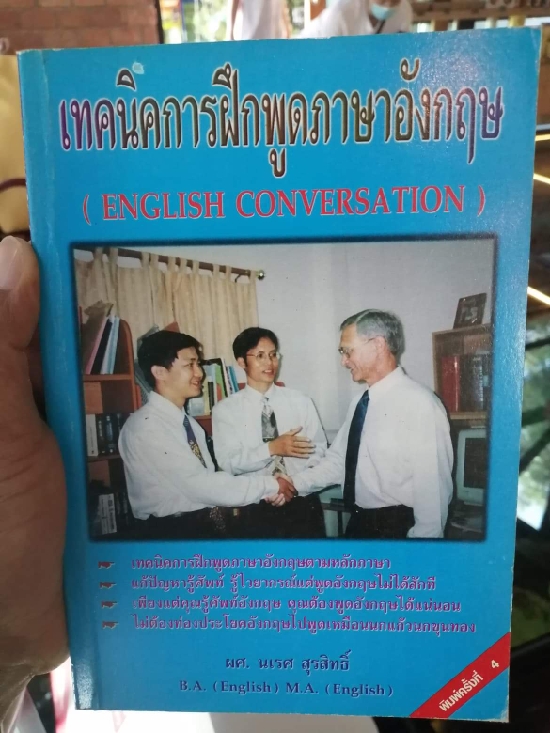 เทคนิคการฝึกพูดภาษาอังกฤษ
( ENGLISH CONVERSATION )
เทคนิคการฝึกพูดภาษาอังกฤษตามหลักภาษา
แก้ปัญหารู้ศัพท์ รู้ไวยากรณ์แต่พูดอังกฤษไม่ได้สักที
เพียงแต่คุณรู้ศัพท์อังกฤษ คุณต้องพูดอังกฤษได้แน่นอน
ไม่ต้องท่องประโยคอังกฤษไปพูดเหมือนนกแก้วนกขุนทอง
ผศ. นเรศ สุรสิทธิ์
B.A. (English) M.A. (English)
พิมพ์ครั้งที่ 4